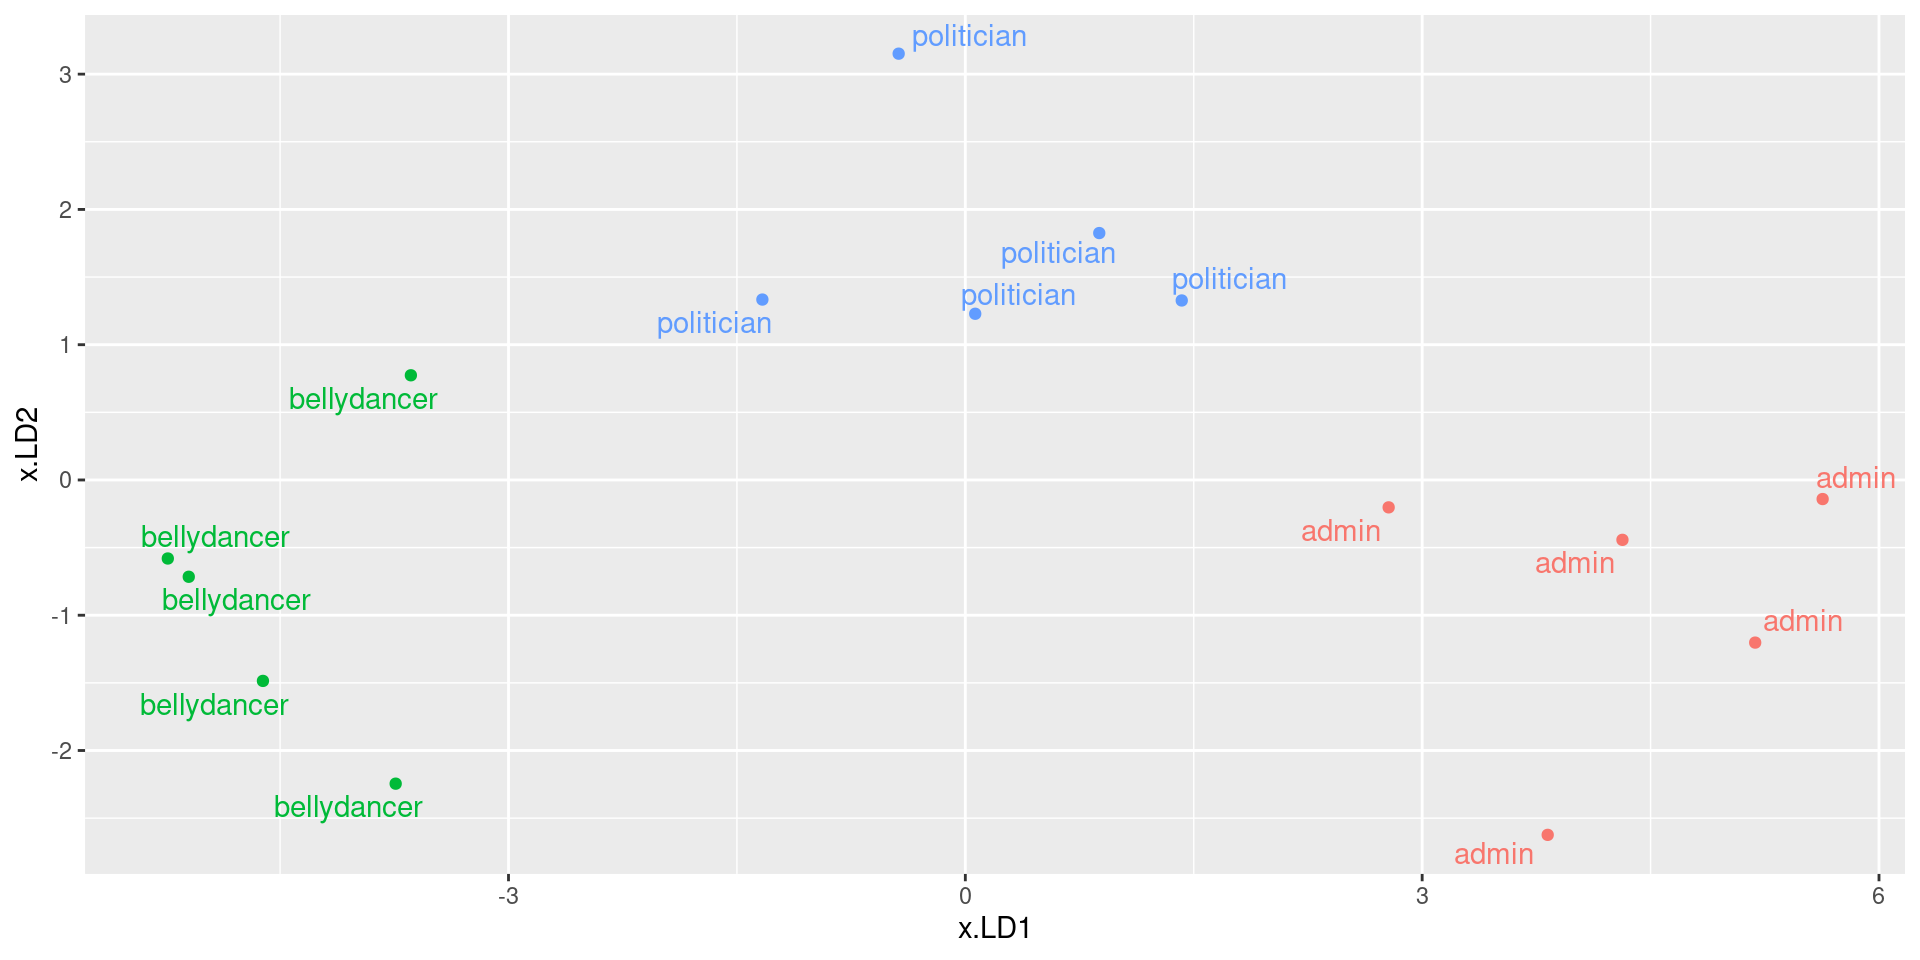 politician
3
2
politician
politician
politician
politician
1
bellydancer
x.LD2
0
admin
admin
bellydancer
admin
bellydancer
-1
admin
bellydancer
-2
bellydancer
admin
-3
0
3
6
x.LD1